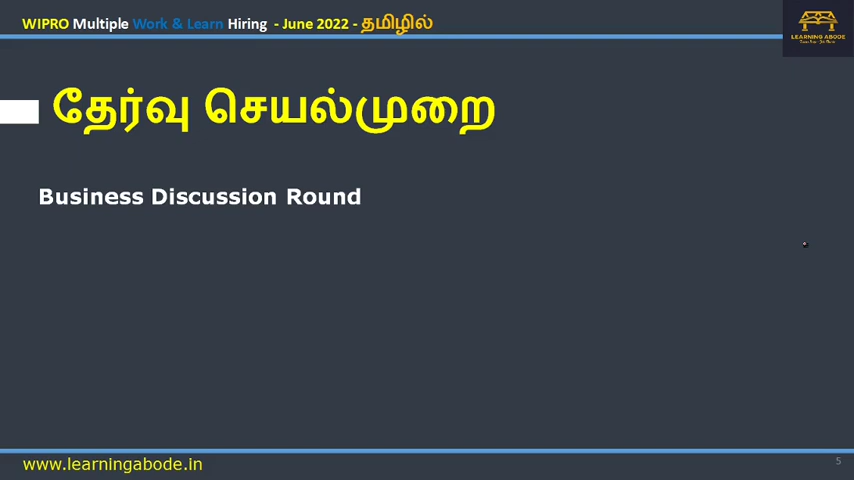 WIPRO Multiple Work & Learn Hiring - June 2022 - தமிழில்
LEARNING ABODE
தேர்வு செயல்முறை
Business Discussion Round
www.learningabode.in
5